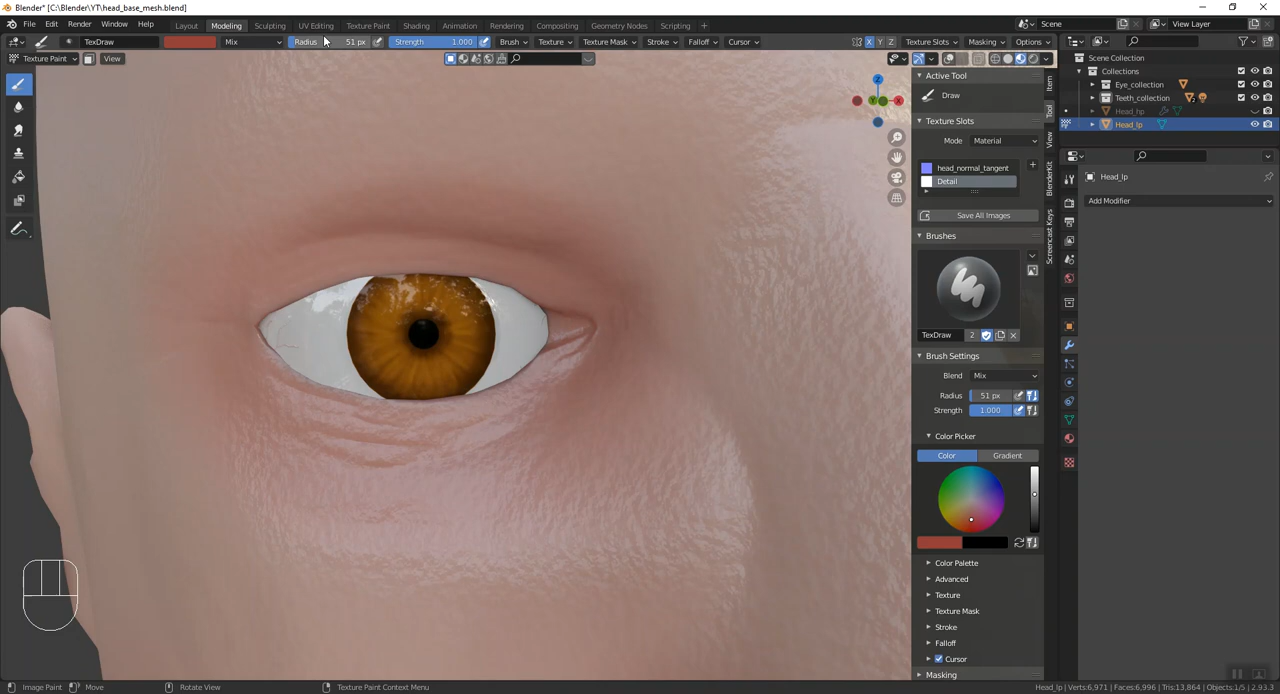 Blender* [C:\Blender\YT\head_base_mesh.blend]
File Edit Render Window Help Layout Modeling Sculpting UV Editing Texture Paint Shading Animation Rendering Compositing Geometry Nodes Scripting + Scene View Layer
TexDraw Mix Radius 51 px Strength 1.000 Brush Texture Texture Mask Stroke Falloff Cursor X Y Z Texture Slots Masking Options
Texture Paint View
Scene Collection
Collections
Eye_collection
Teeth_collection
Head_hp
Head_lp
Active Tool
Draw
Texture Slots
Mode Material
head_normal_tangent
Detail
Save All Images
Brushes
TexDraw 2
Brush Settings
Blend Mix
Radius 51 px
Strength 1.000
Color Picker
Color Gradient
Color Palette
Advanced
Texture
Texture Mask
Stroke
Falloff
Cursor
Masking
Item
Tool
View
BlenderKit
Screencast Keys
Head_lp
Add Modifier
Z
Y
X
Image Paint Move Rotate View Texture Paint Context Menu Head_lp | Verts:6,971 | Faces:6,996 | Tris:13,864 | Objects:1/5 | 2.93.3